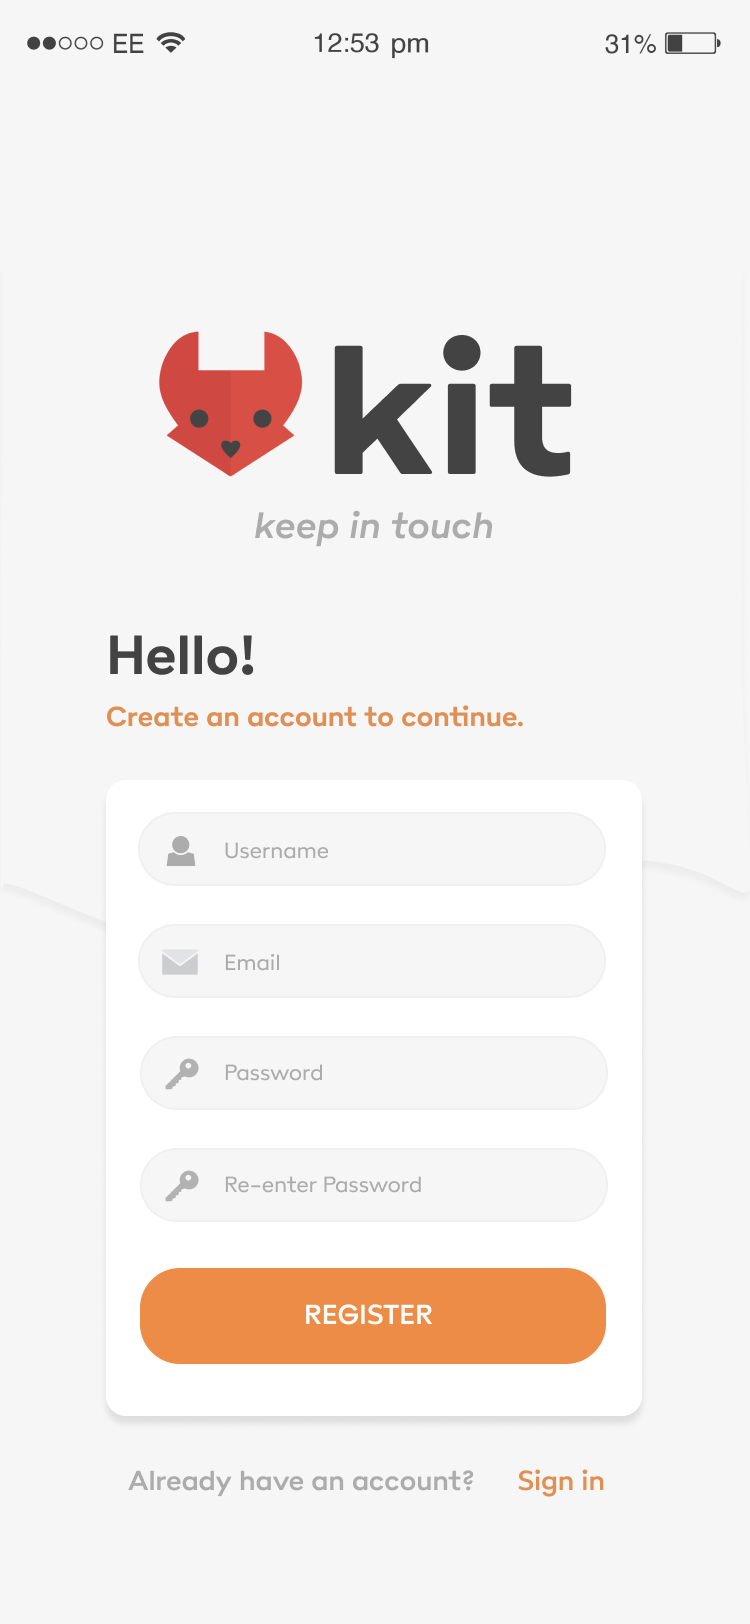 EE 12:53 pm 31%
kit
keep in touch
Hello!
Create an account to continue.
Username
Email
Password
Re-enter Password
REGISTER
Already have an account? Sign in